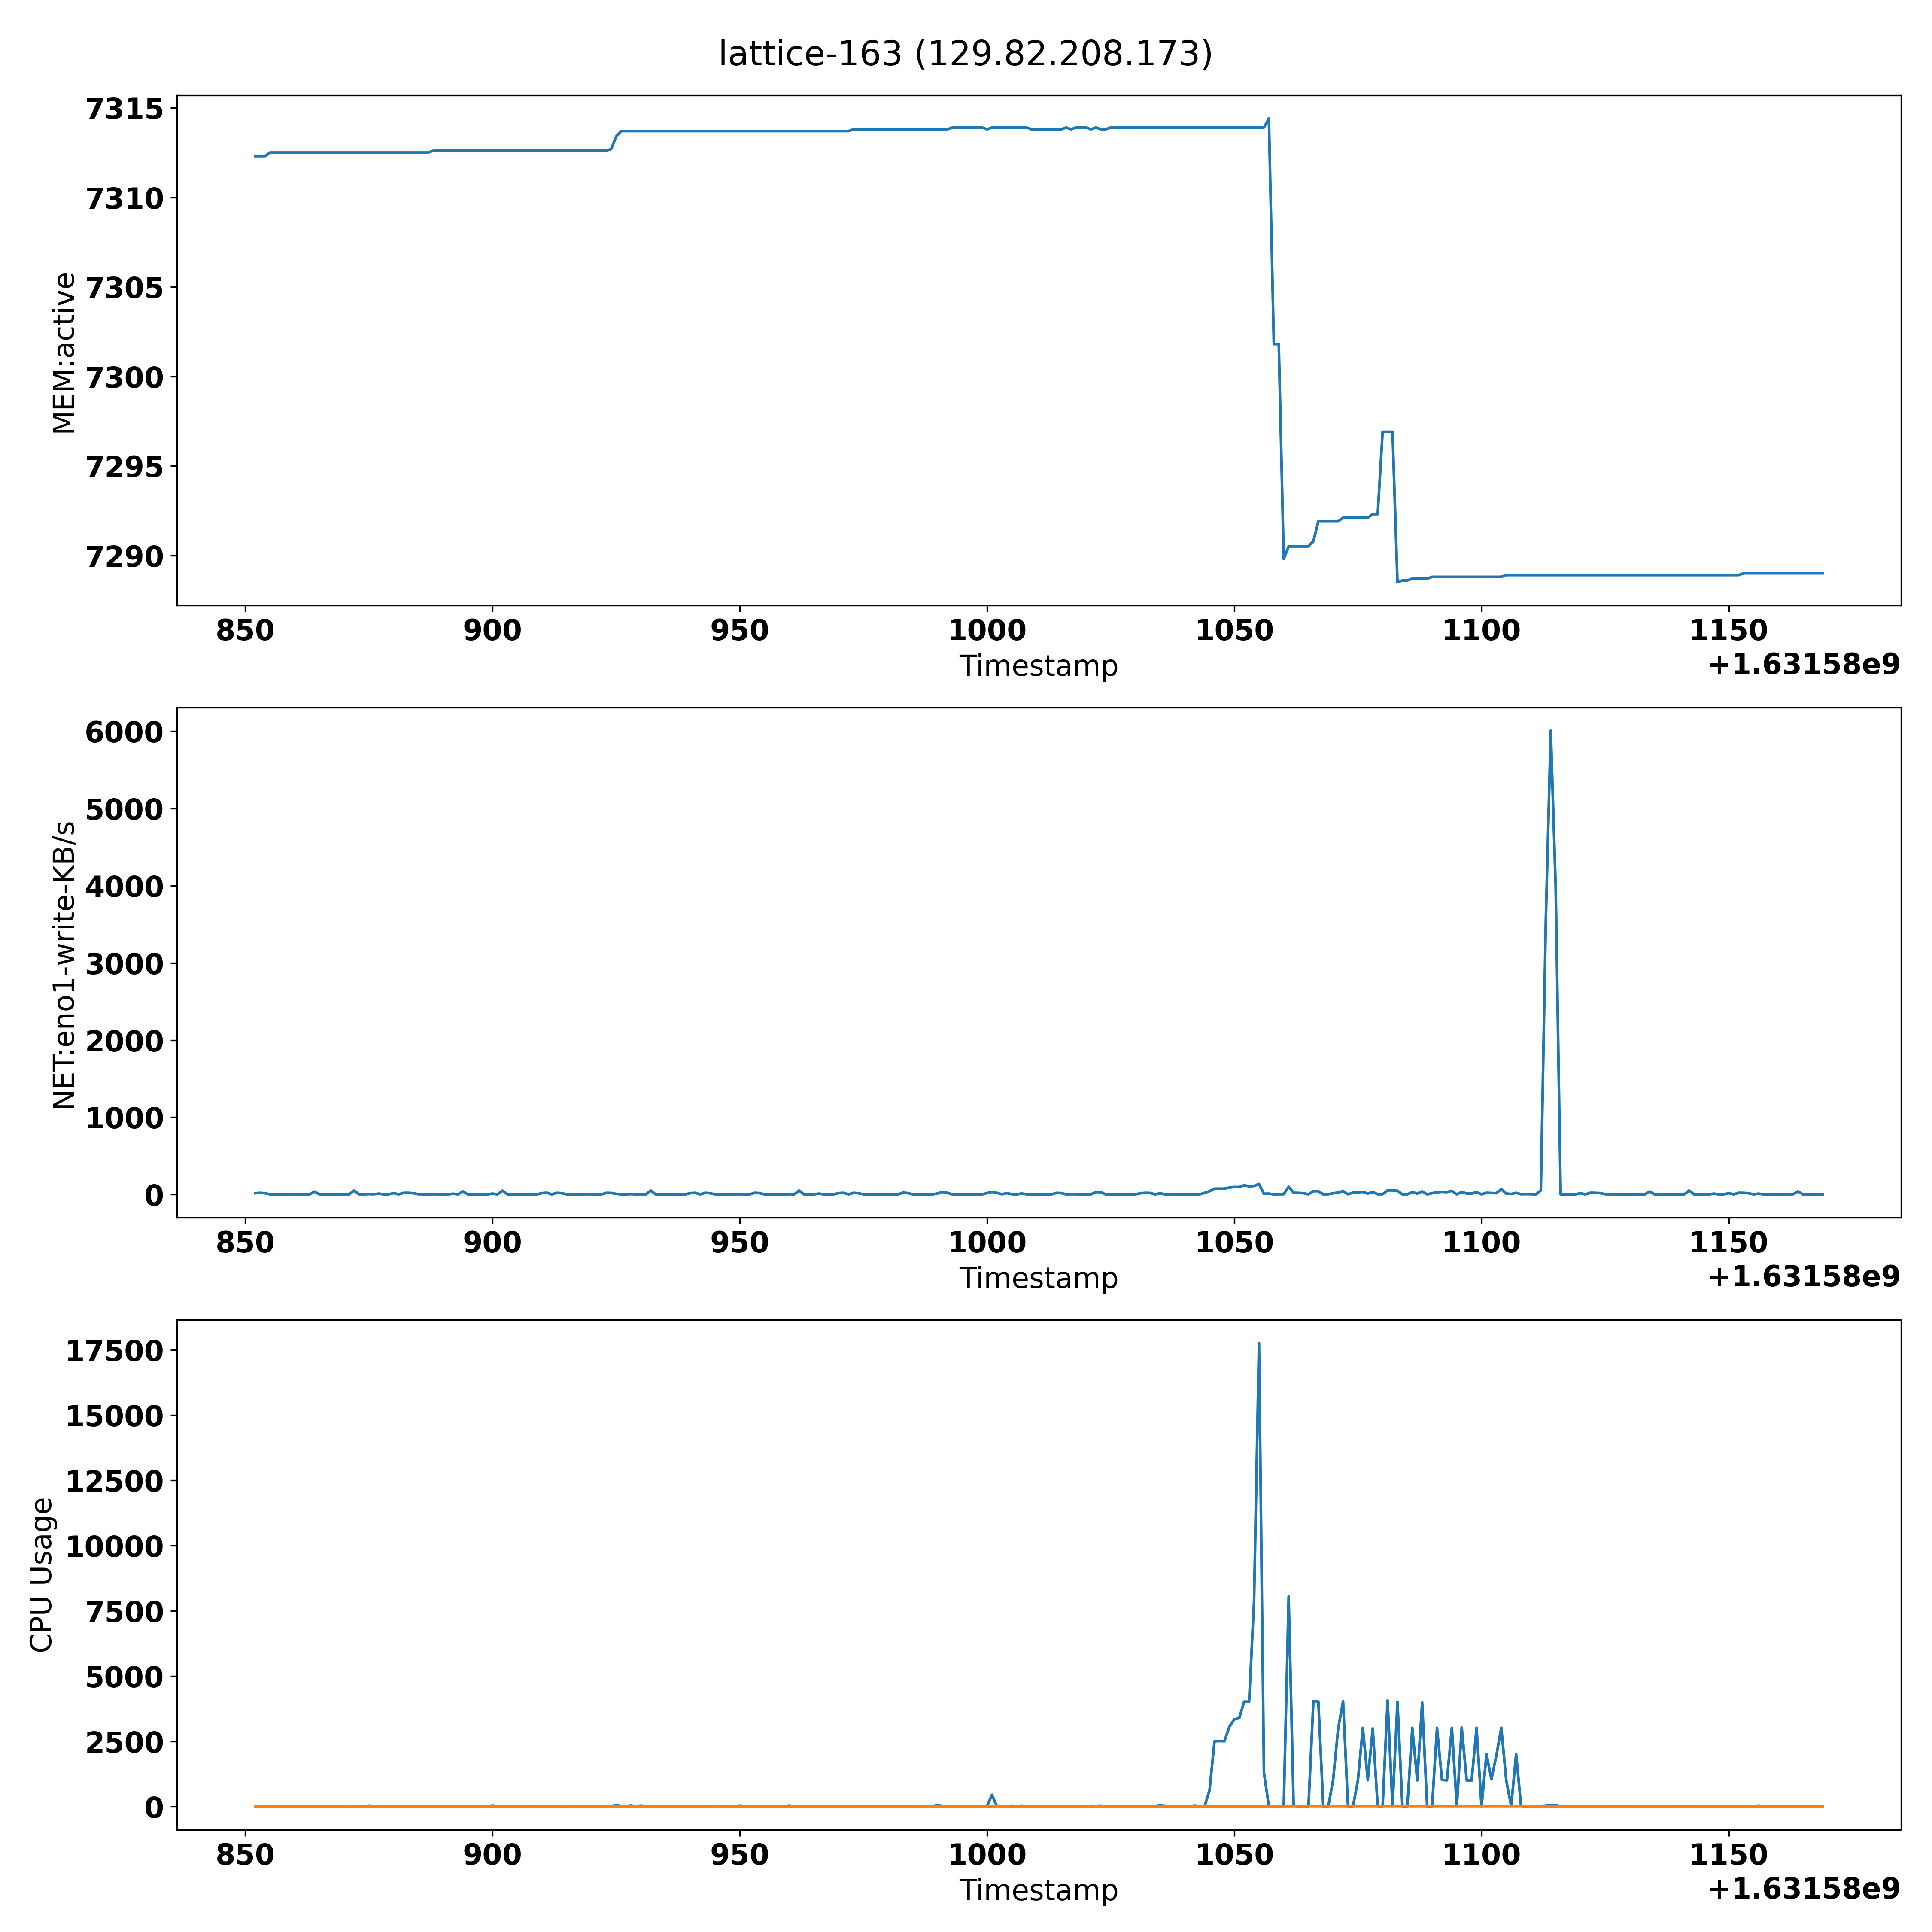 lattice-163 (129.82.208.173)
7315
7310
7305
7300
7295
7290
MEM:active
850 900 950 1000 1050 1100 1150
Timestamp
+1.63158e9
6000
5000
4000
3000
2000
1000
0
NET:eno1-write-KB/s
850 900 950 1000 1050 1100 1150
Timestamp
+1.63158e9
17500
15000
12500
10000
7500
5000
2500
0
CPU Usage
850 900 950 1000 1050 1100 1150
Timestamp
+1.63158e9